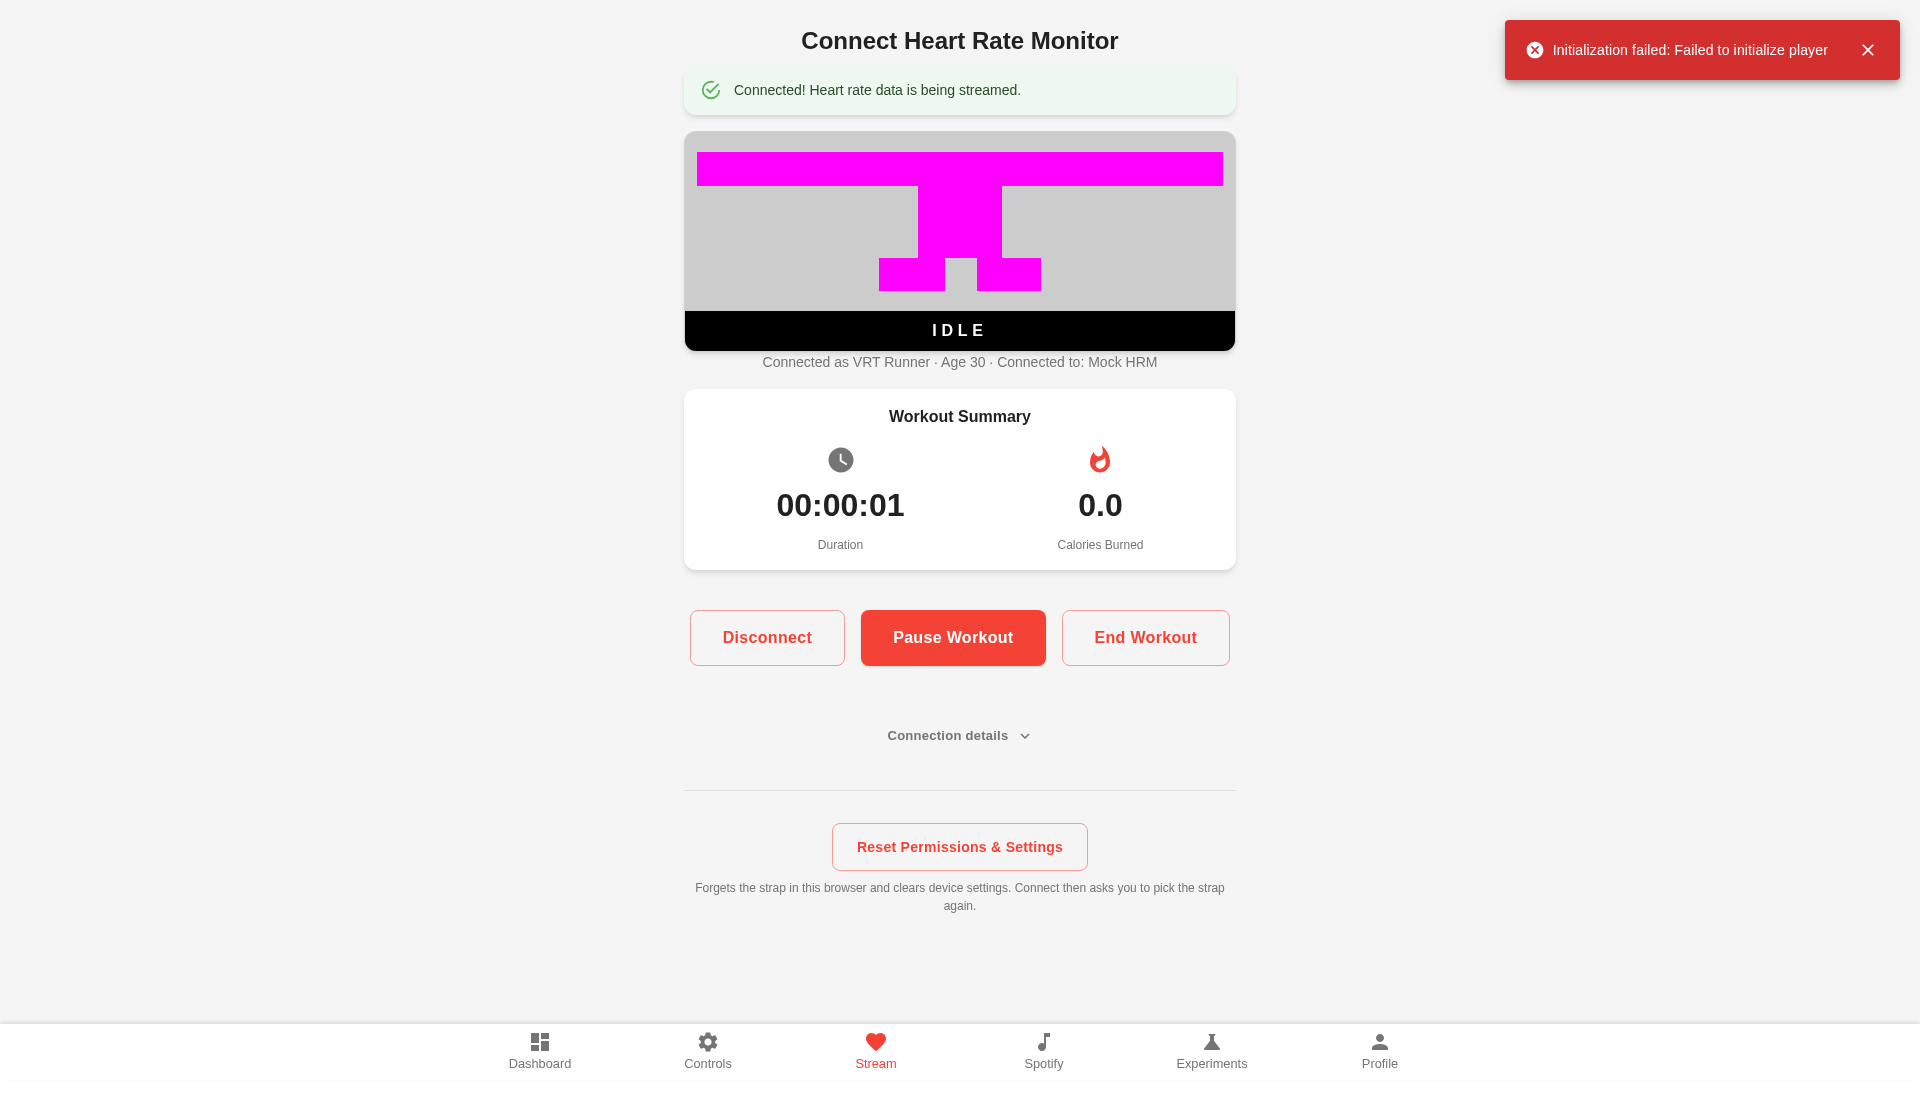 Connect Heart Rate Monitor
Initialization failed: Failed to initialize player
Connected! Heart rate data is being streamed.
IDLE
Connected as VRT Runner · Age 30 · Connected to: Mock HRM
Workout Summary
00:00:01
0.0
Duration
Calories Burned
Disconnect
Pause Workout
End Workout
Connection details
Reset Permissions & Settings
Forgets the strap in this browser and clears device settings. Connect then asks you to pick the strap
again.
Dashboard
Controls
Stream
Spotify
Experiments
Profile